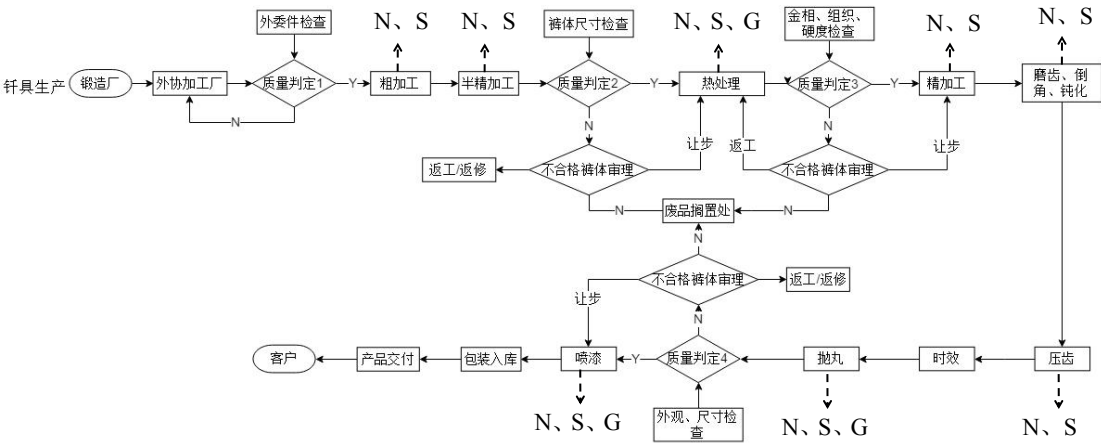 外委件检查
N、S
N、S
裤体尺寸检查
N、S、G
金相、组织、
硬度检查
N、S
N、S
钎具生产
锻造厂
外协加工厂
质量判定1
Y
粗加工
半精加工
质量判定2
Y
热处理
质量判定3
Y
精加工
磨齿、倒
角、钝化
N
N
N
让步
返工
让步
返工/返修
不合格裤体审理
不合格裤体审理
N
废品搁置处
N
N
不合格裤体审理
返工/返修
让步
N
客户
产品交付
包装入库
喷漆
Y
质量判定4
抛丸
时效
压齿
N、S、G
外观、尺寸检
查
N、S、G
N、S